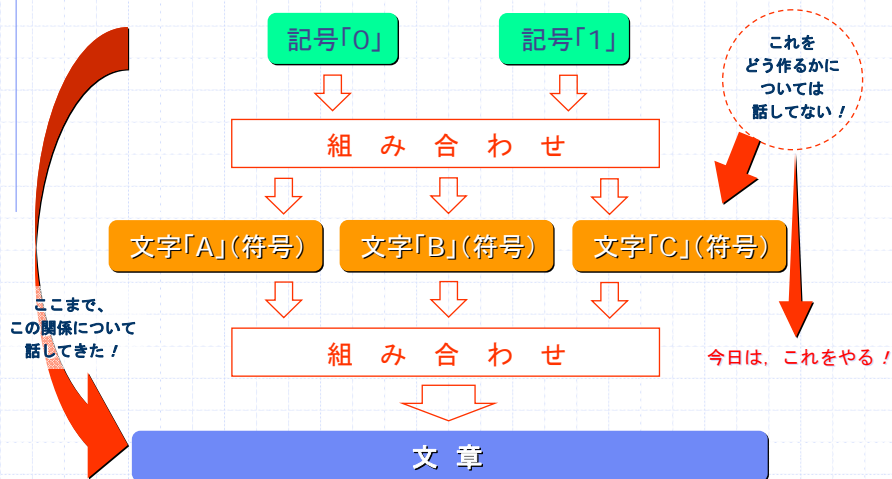 記号「0」
記号「1」
これを
どう作るかに
ついては
話してない!
組み合わせ
文字「A」(符号)
文字「B」(符号)
文字「C」(符号)
ここまで、
この関係について
話してきた!
組み合わせ
今日は,これをやる!
文章